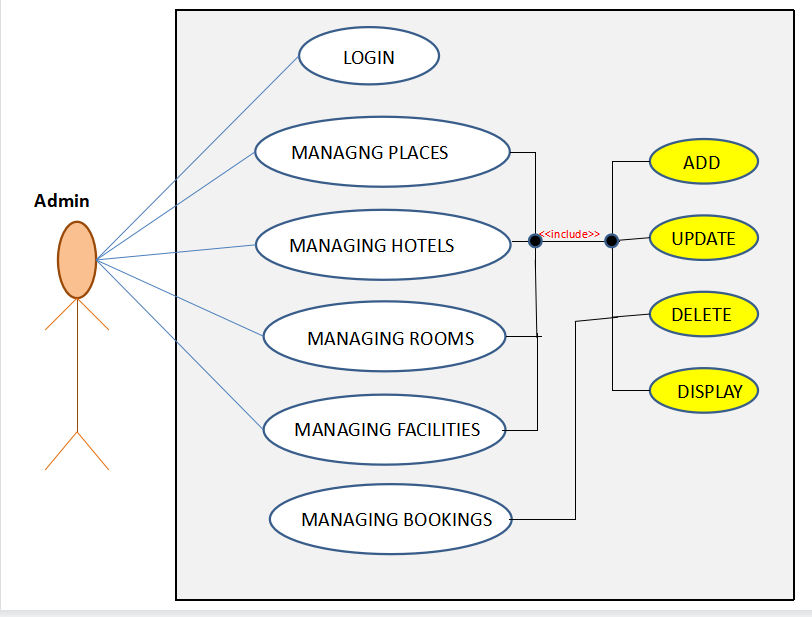 LOGIN
MANAGNG PLACES
ADD
Admin
<<include>>
UPDATE
MANAGING HOTELS
DELETE
MANAGING ROOMS
DISPLAY
MANAGING FACILITIES
MANAGING BOOKINGS